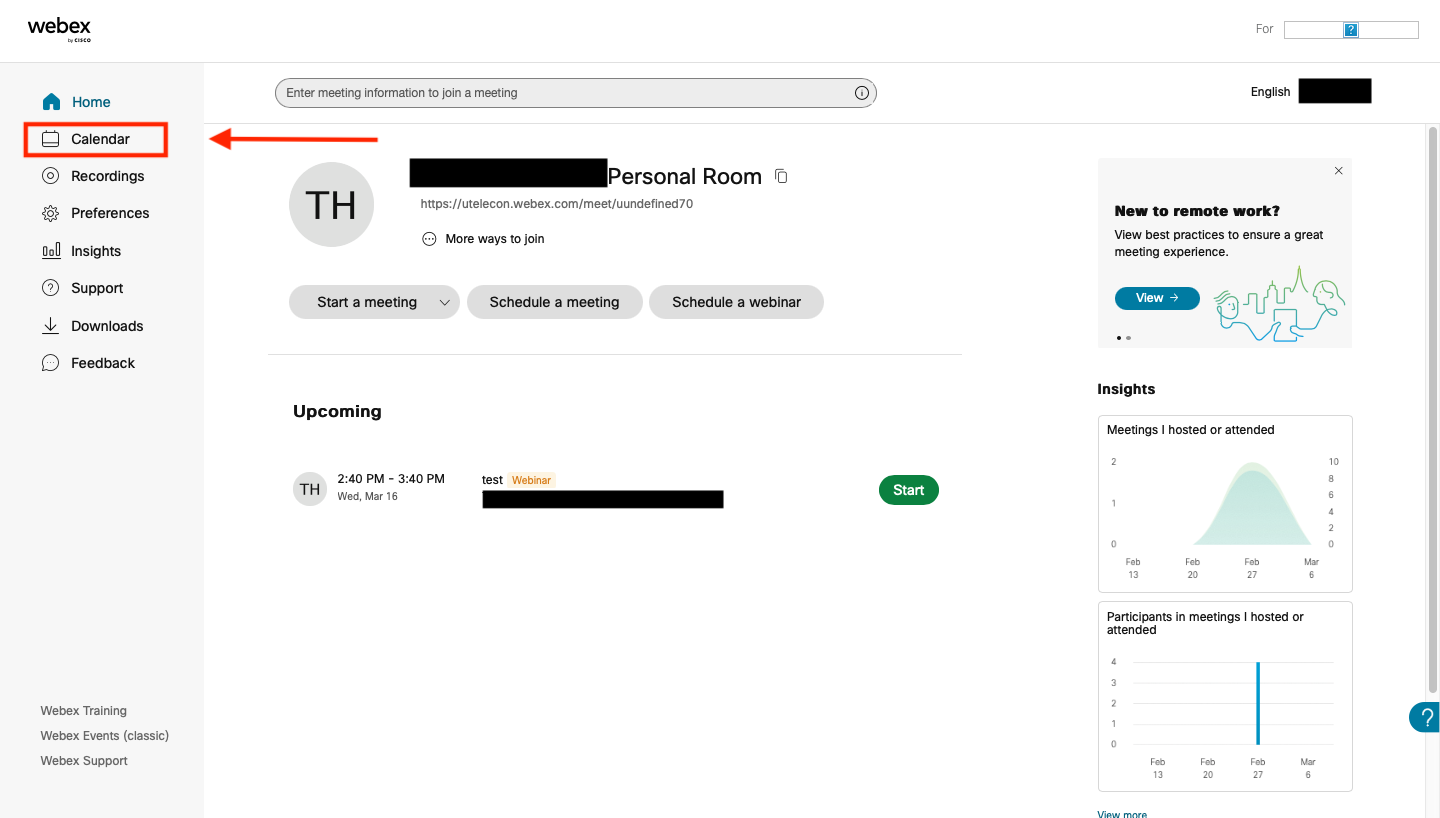 webex
by CISCO
For
?
Home
Calendar
Recordings
Preferences
Insights
Support
Downloads
Feedback
Webex Training
Webex Events (classic)
Webex Support
Enter meeting information to join a meeting
English
TH
Personal Room
https://utelecon.webex.com/meet/uundefined70
More ways to join
Start a meeting
Schedule a meeting
Schedule a webinar
Upcoming
TH
2:40 PM - 3:40 PM
Wed, Mar 16
test Webinar
Start
New to remote work?
View best practices to ensure a great
meeting experience.
View →
Insights
Meetings I hosted or attended
2 10
8
6
1
4
2
0 0
Feb Feb Feb Mar
13 20 27 6
Participants in meetings I hosted or
attended
4
3
2
1
0
Feb Feb Feb Mar
13 20 27 6
?
View more